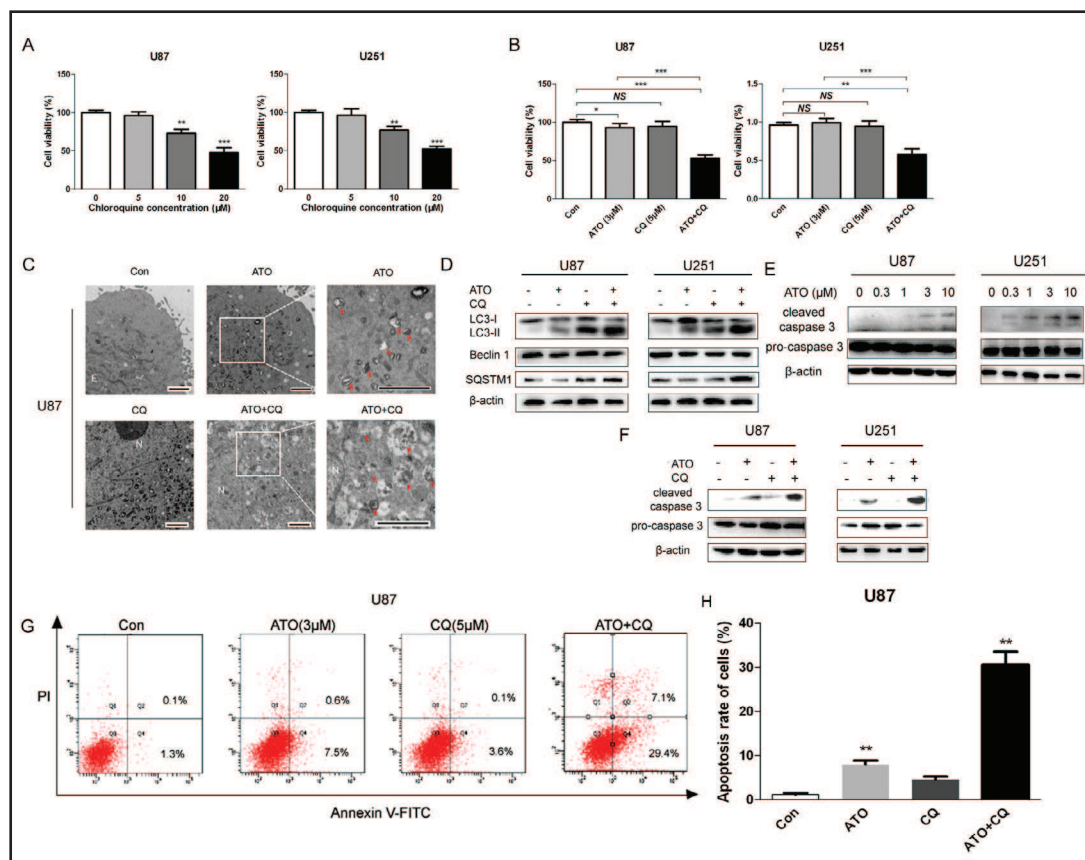 A
U87
U251
Cell viability (%)
150
100
50
0
0 5 10 20
Chloroquine concentration (µM)
**
***
Cell viability (%)
150
100
50
0
0 5 10 20
Chloroquine concentration (µM)
**
***
B
U87
U251
Cell viability (%)
150
100
50
0
***
***
NS
*
Con
ATO (3µM)
CQ (5µM)
ATO+CQ
Cell viability (%)
1.5
1.0
0.5
0.0
***
**
NS
NS
Con
ATO (3µM)
CQ (5µM)
ATO+CQ
C
Con
ATO
ATO
E
U87
CQ
ATO+CQ
ATO+CQ
N
N
N
D
U87
U251
ATO - + - + - + - +
CQ - - + + - - + +
LC3-I
LC3-II
Beclin 1
SQSTM1
β-actin
E
U87
U251
ATO (µM) 0 0.3 1 3 10 0 0.3 1 3 10
cleaved
caspase 3
pro-caspase 3
β-actin
F
U87
U251
ATO - + - + - + - +
CQ - - + + - - + +
cleaved
caspase 3
pro-caspase 3
β-actin
G
U87
Con
ATO(3µM)
CQ(5µM)
ATO+CQ
PI
0.1%
1.3%
0.6%
7.5%
0.1%
3.6%
7.1%
29.4%
Annexin V-FITC
H
U87
Apoptosis rate of cells (%)
40
30
20
10
0
**
**
Con
ATO
CQ
ATO+CQ